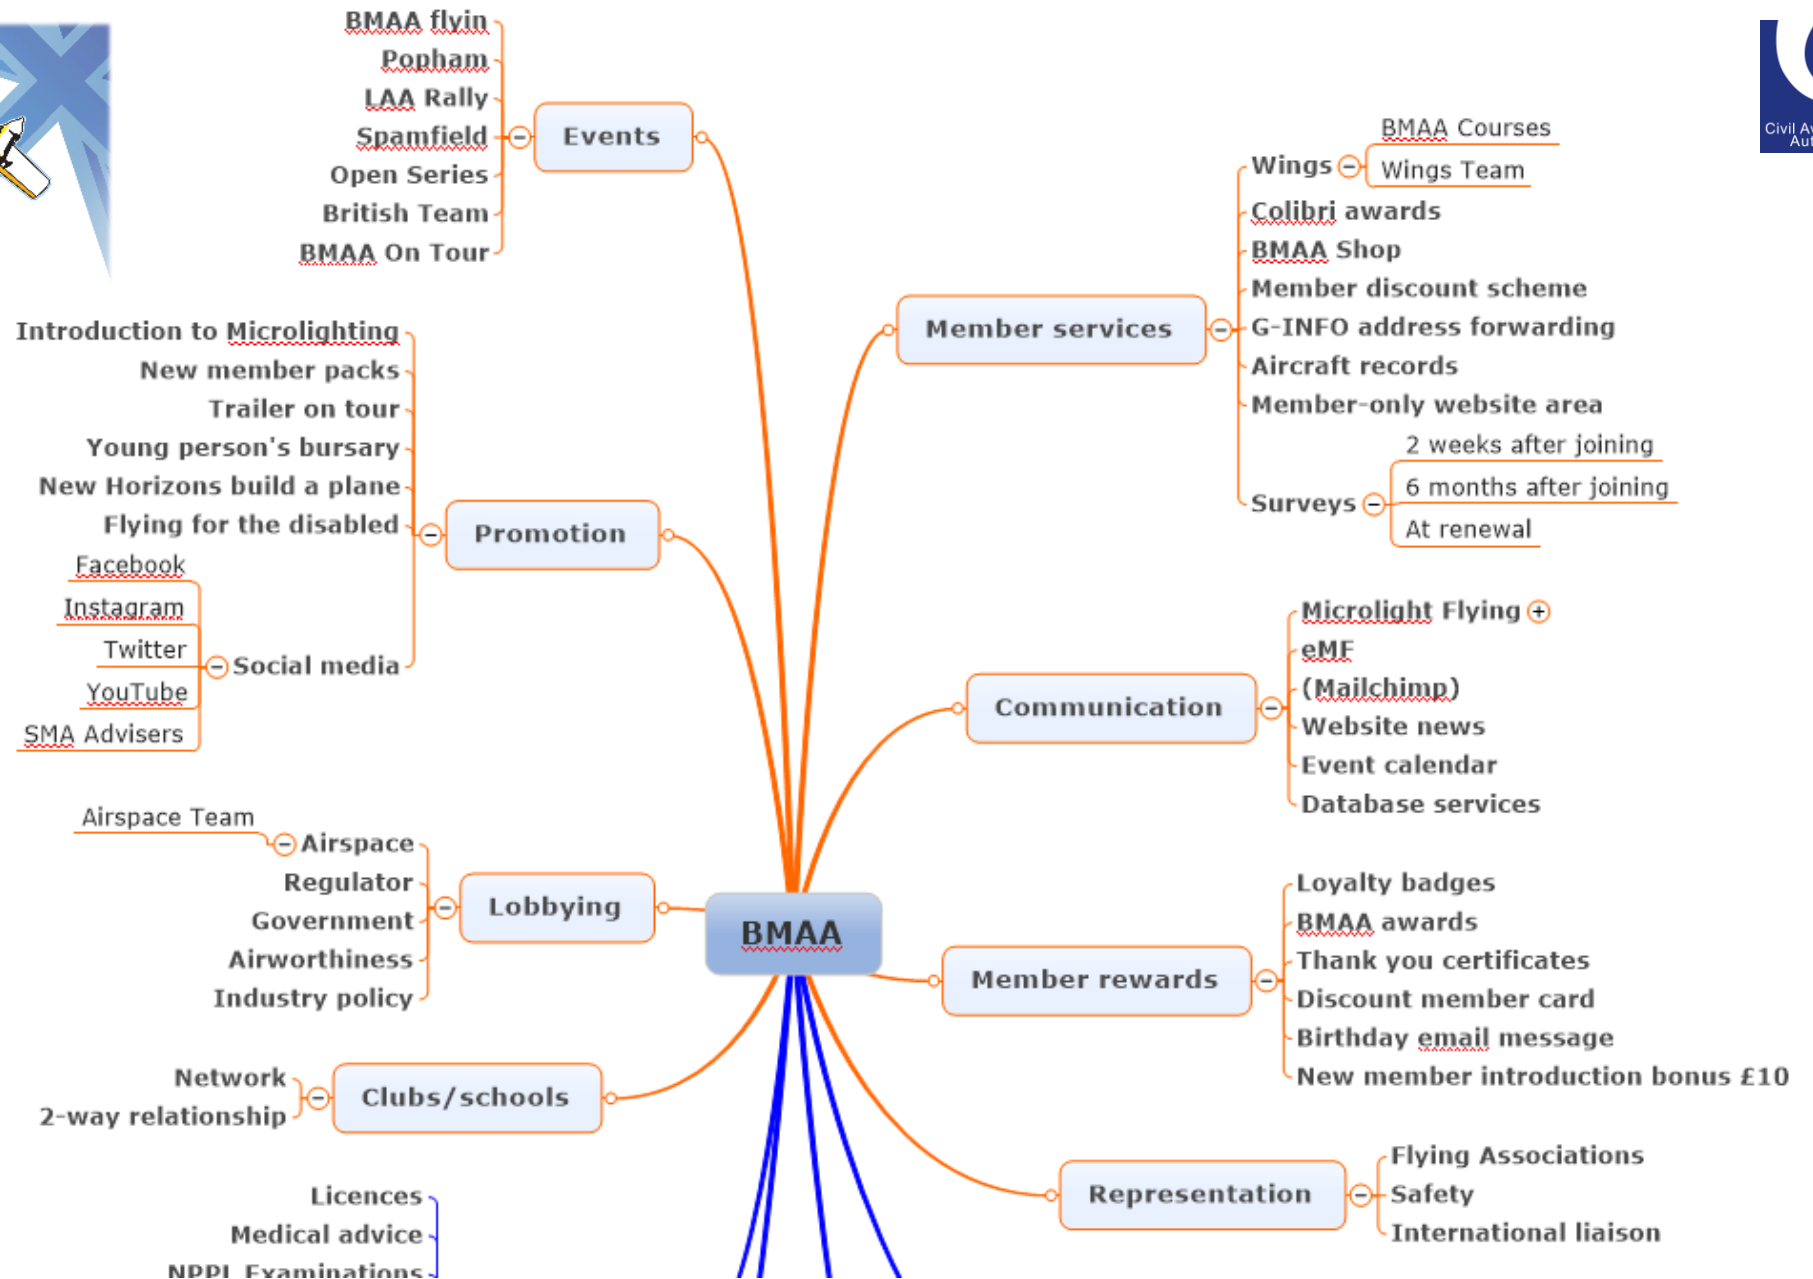 BMAA flyin
Popham
LAA Rally
Spamfield
Open Series
British Team
BMAA On Tour
Events
Introduction to Microlighting
New member packs
Trailer on tour
Young person's bursary
New Horizons build a plane
Flying for the disabled
Facebook
Instagram
Twitter
YouTube
SMA Advisers
Social media
Promotion
Airspace Team
Airspace
Regulator
Government
Airworthiness
Industry policy
Lobbying
Network
2-way relationship
Clubs/schools
Licences
Medical advice
NPPL Examinations
BMAA
Civil Av
Aut
BMAA Courses
Wings Team
Wings
Colibri awards
BMAA Shop
Member discount scheme
G-INFO address forwarding
Aircraft records
Member-only website area
2 weeks after joining
6 months after joining
At renewal
Surveys
Member services
Microlight Flying
eMF
(Mailchimp)
Website news
Event calendar
Database services
Communication
Loyalty badges
BMAA awards
Thank you certificates
Discount member card
Birthday email message
New member introduction bonus £10
Member rewards
Flying Associations
Safety
International liaison
Representation